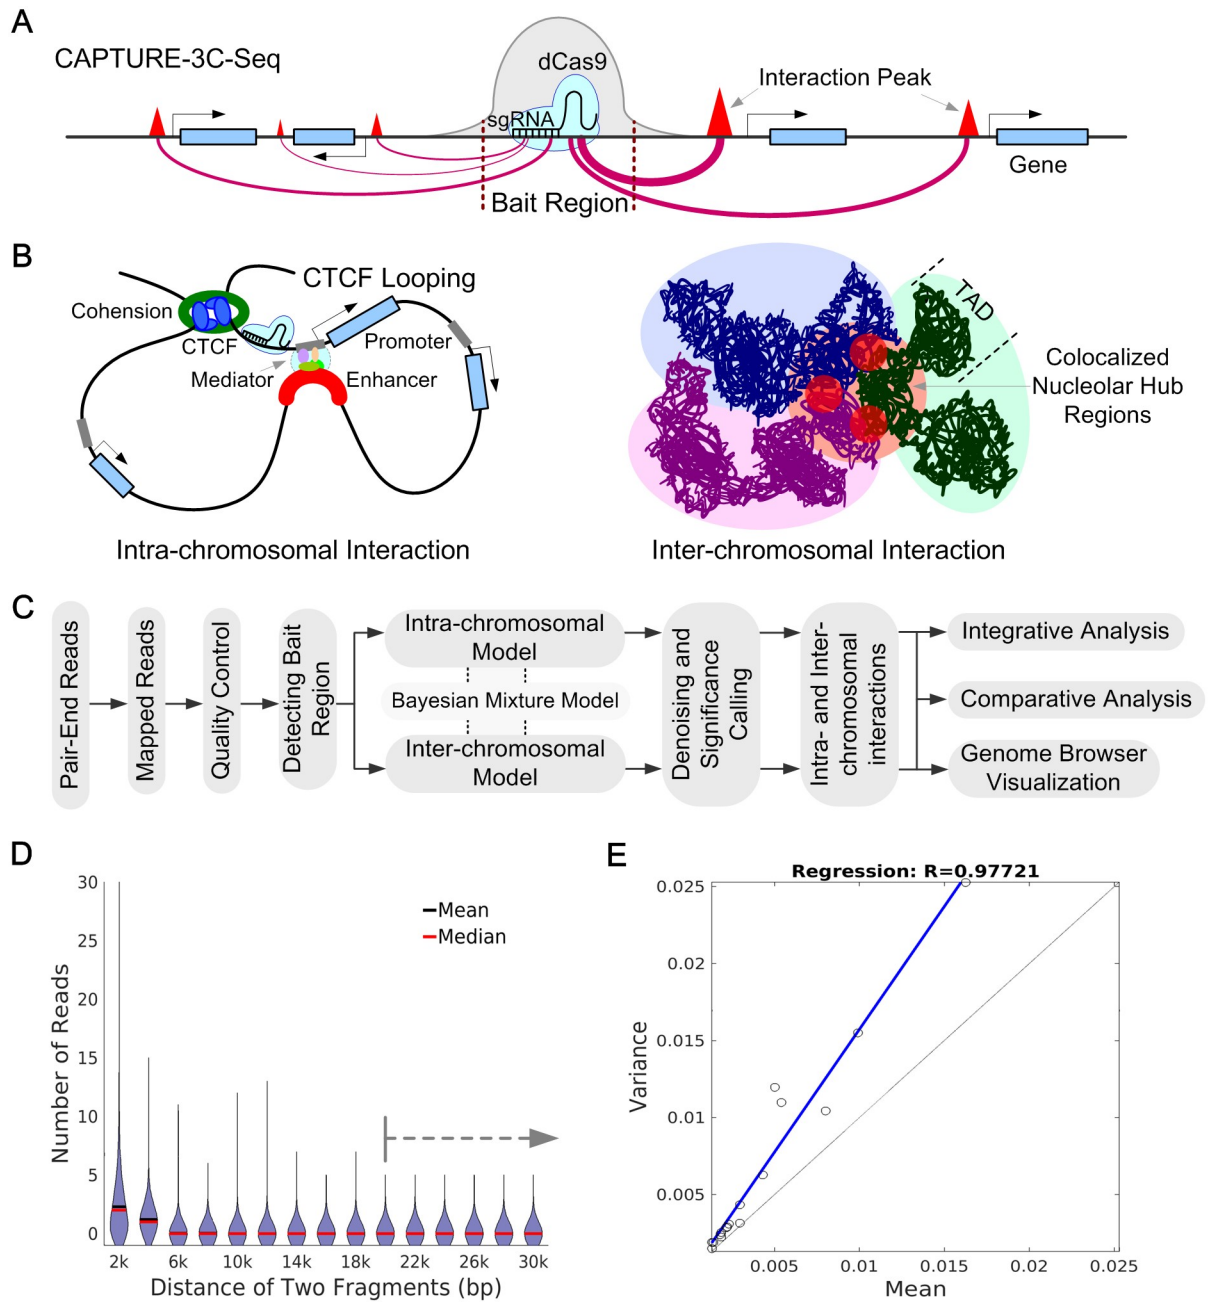 A
CAPTURE-3C-Seq
dCas9
sgRNA
Interaction Peak
Bait Region
Gene
B
CTCF Looping
Cohension
CTCF
Promoter
Mediator
Enhancer
Intra-chromosomal Interaction
TAD
Colocalized
Nucleolar Hub
Regions
Inter-chromosomal Interaction
C
Pair-End Reads
Mapped Reads
Quality Control
Detecting Bait
Region
Intra-chromosomal
Model
Bayesian Mixture Model
Inter-chromosomal
Model
Denoising and
Significance
Calling
Intra- and Inter-
chromosomal
interactions
Integrative Analysis
Comparative Analysis
Genome Browser
Visualization
D
Number of Reads
30
25
20
15
10
5
0
Mean
Median
2k 6k 10k 14k 18k 22k 26k 30k
Distance of Two Fragments (bp)
E
Regression: R=0.97721
Variance
0.025
0.02
0.015
0.01
0.005
0.005 0.01 0.015 0.02 0.025
Mean